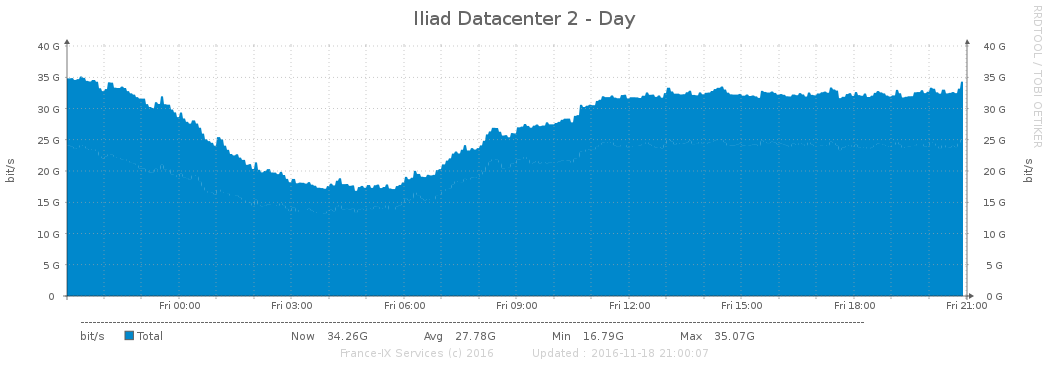 Iliad Datacenter 2 - Day
RRDTOOL / TOBI OETIKER
bit/s
40 G
35 G
30 G
25 G
20 G
15 G
10 G
5 G
0
40 G
35 G
30 G
25 G
20 G
15 G
10 G
5 G
0 G
bit/s
Fri 00:00 Fri 03:00 Fri 06:00 Fri 09:00 Fri 12:00 Fri 15:00 Fri 18:00 Fri 21:00
bit/s Total Now 34.26G Avg 27.78G Min 16.79G Max 35.07G
France-IX Services (c) 2016 Updated : 2016-11-18 21:00:07